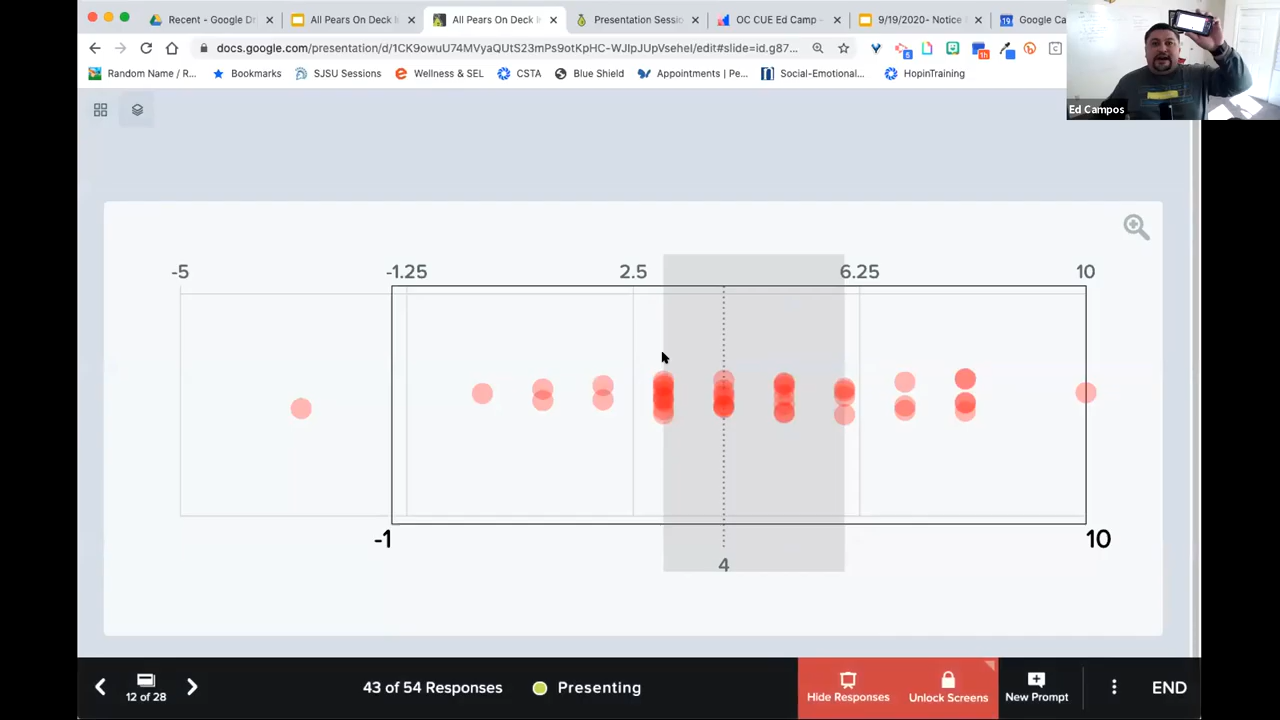 Recent - Google Dr
All Pears On Deck I
All Pears On Deck I
Presentation Sessio
OC CUE Ed Camp -
9/19/2020- Notice
Google Ca
docs.google.com/presentation/d/1CK9owuU74MVyaQUtS23mPs9otKpHC-WJIpJUpVseheI/edit#slide=id.g87...
Random Name / R...
Bookmarks
SJSU Sessions
Wellness & SEL
CSTA
Blue Shield
Appointments | Pe...
Social-Emotional...
HopinTraining
Ed Campos
-5 -1.25 2.5 6.25 10
-1 10
4
12 of 28
43 of 54 Responses
Presenting
Hide Responses
Unlock Screens
New Prompt
END